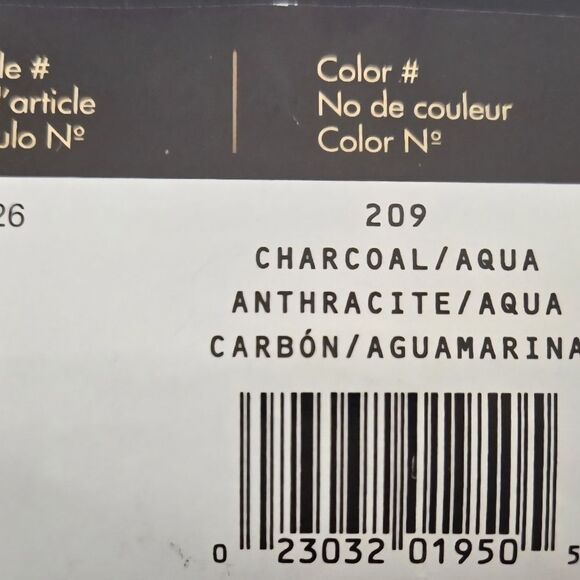 le #
l'article
ulo Nº
Color #
No de couleur
Color Nº
26
209
CHARCOAL/AQUA
ANTHRACITE/AQUA
CARBÓN/AGUAMARINA
0 23032 01950 5